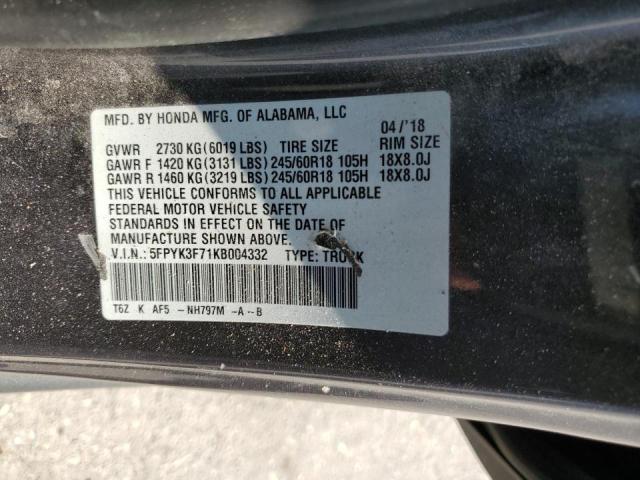 MFD. BY HONDA MFG. OF ALABAMA, LLC
04/'18
GVWR 2730 KG(6019 LBS) TIRE SIZE RIM SIZE
GAWR F 1420 KG(3131 LBS)245/60R18 105H 18X8.0J
GAWR R 1460 KG(3219 LBS)245/60R18 105H 18X8.0J
THIS VEHICLE CONFORMS TO ALL APPLICABLE
FEDERAL MOTOR VEHICLE SAFETY
STANDARDS IN EFFECT ON THE DATE OF
MANUFACTURE SHOWN ABOVE.
V.I.N.: 5FPYK3F71KB004332 TYPE: TRUCK
T6Z K AF5 -NH797M -A--B